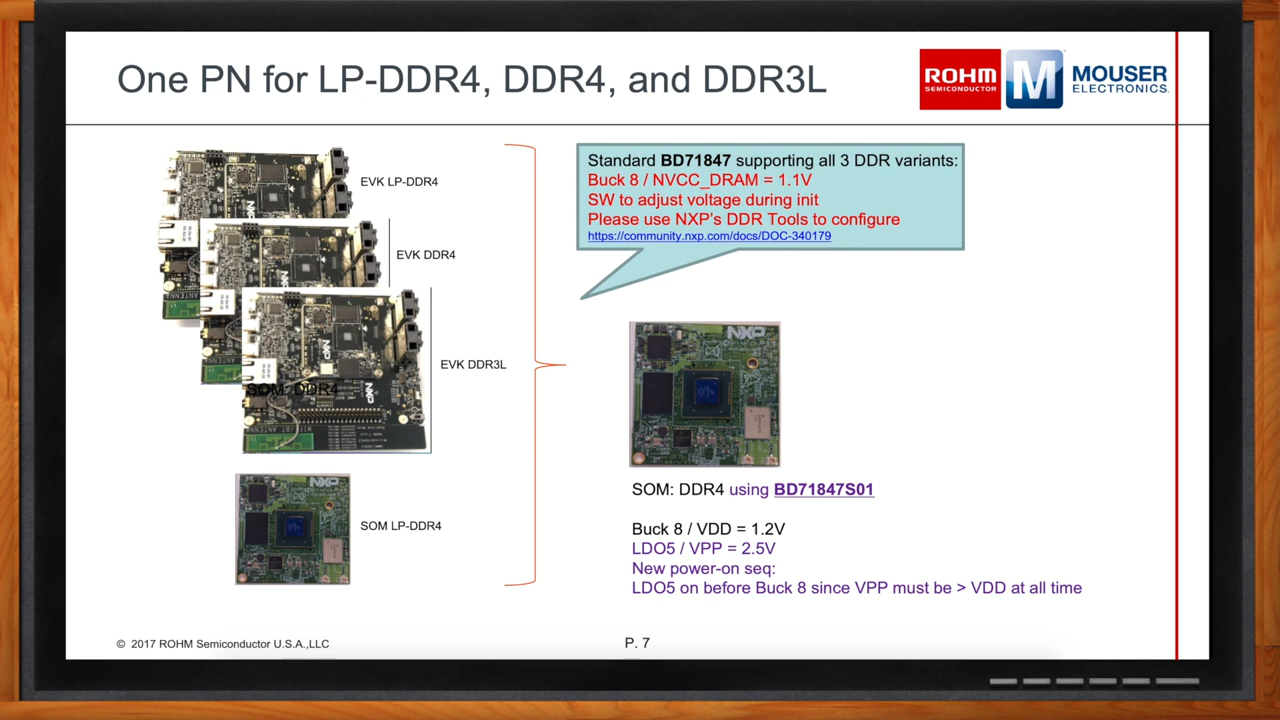 One PN for LP-DDR4, DDR4, and DDR3L
ROHM
SEMICONDUCTOR
M
MOUSER
ELECTRONICS
EVK LP-DDR4
EVK DDR4
EVK DDR3L
SOM: DDR4
NXP
SOM LP-DDR4
Standard BD71847 supporting all 3 DDR variants:
Buck 8 / NVCC_DRAM = 1.1V
SW to adjust voltage during init
Please use NXP's DDR Tools to configure
https://community.nxp.com/docs/DOC-340179
NXP
SOM: DDR4 using BD71847S01
Buck 8 / VDD = 1.2V
LDO5 / VPP = 2.5V
New power-on seq:
LDO5 on before Buck 8 since VPP must be > VDD at all time
© 2017 ROHM Semiconductor U.S.A.,LLC
P. 7